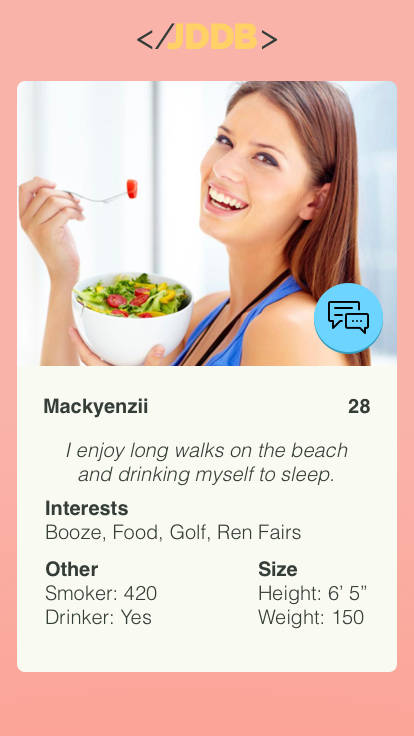 </JDDB>
Mackyenzii 28
I enjoy long walks on the beach
and drinking myself to sleep.
Interests
Booze, Food, Golf, Ren Fairs
Other Size
Smoker: 420 Height: 6’ 5”
Drinker: Yes Weight: 150